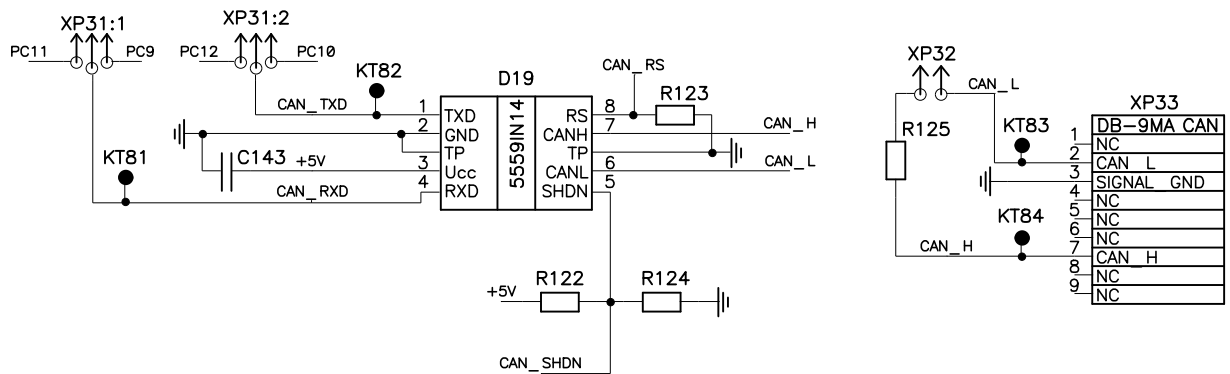 XP31:1
PC11
PC9
XP31:2
PC12
PC10
KT82
CAN_TXD
KT81
C143
+5V
CAN_RXD
D19
5559IN14
1 TXD
2 GND
TP
3 Ucc
4 RXD
RS 8
CANH 7
TP
CANL 6
SHDN 5
CAN_RS
R123
CAN_H
CAN_L
+5V
R122
R124
CAN_SHDN
XP32
CAN_L
R125
KT83
KT84
CAN_H
XP33
DB-9MA CAN
1 NC
2 CAN_L
3 SIGNAL_GND
4 NC
5 NC
6 NC
7 CAN_H
8 NC
9 NC